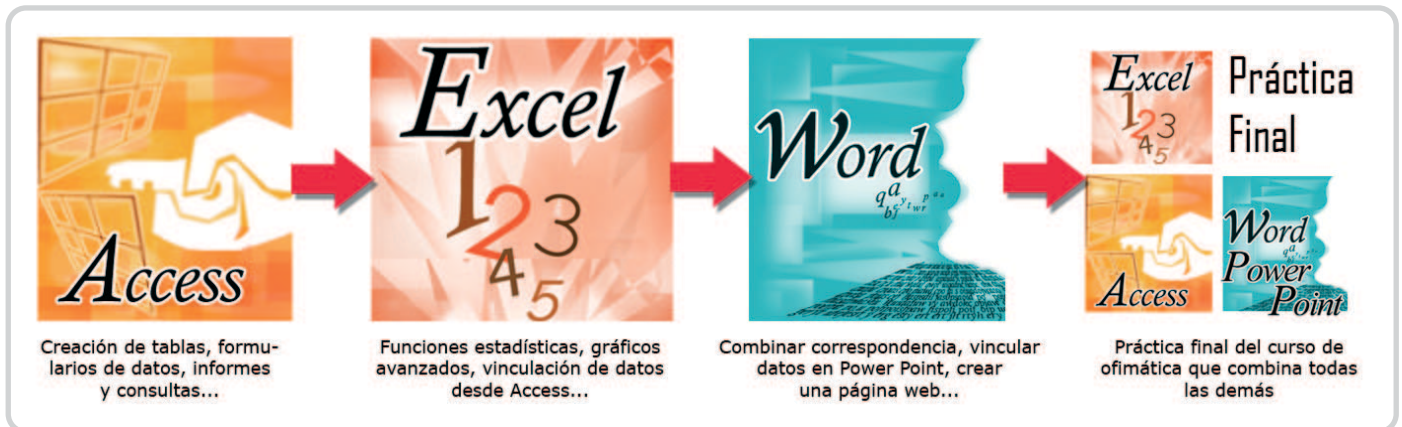 Access
Creación de tablas, formu-
larios de datos, informes
y consultas...
Excel
1
2
3
4
5
Funciones estadísticas, gráficos
avanzados, vinculación de datos
desde Access...
Word
Combinar correspondencia, vincular
datos en Power Point, crear
una página web...
Excel
1
2
3
4
5
Práctica
Final
Access
Word
Power
Point
Práctica final del curso de
ofimática que combina todas
las demás